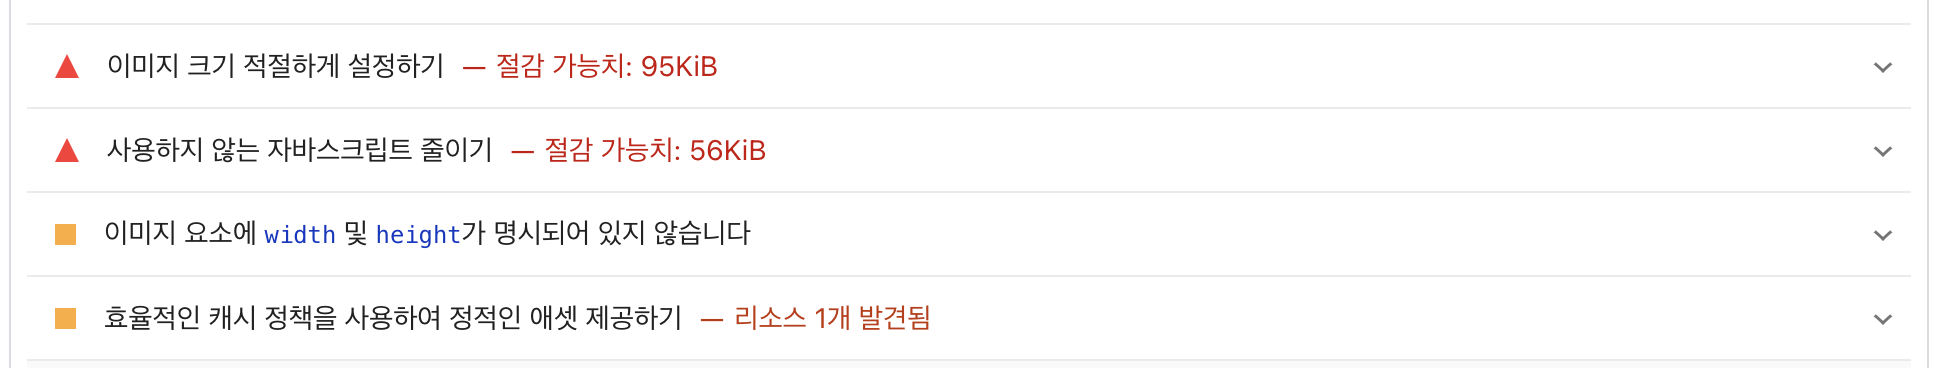 이미지 크기 적절하게 설정하기 — 절감 가능치: 95KiB
사용하지 않는 자바스크립트 줄이기 — 절감 가능치: 56KiB
이미지 요소에 width 및 height가 명시되어 있지 않습니다
효율적인 캐시 정책을 사용하여 정적인 애셋 제공하기 — 리소스 1개 발견됨